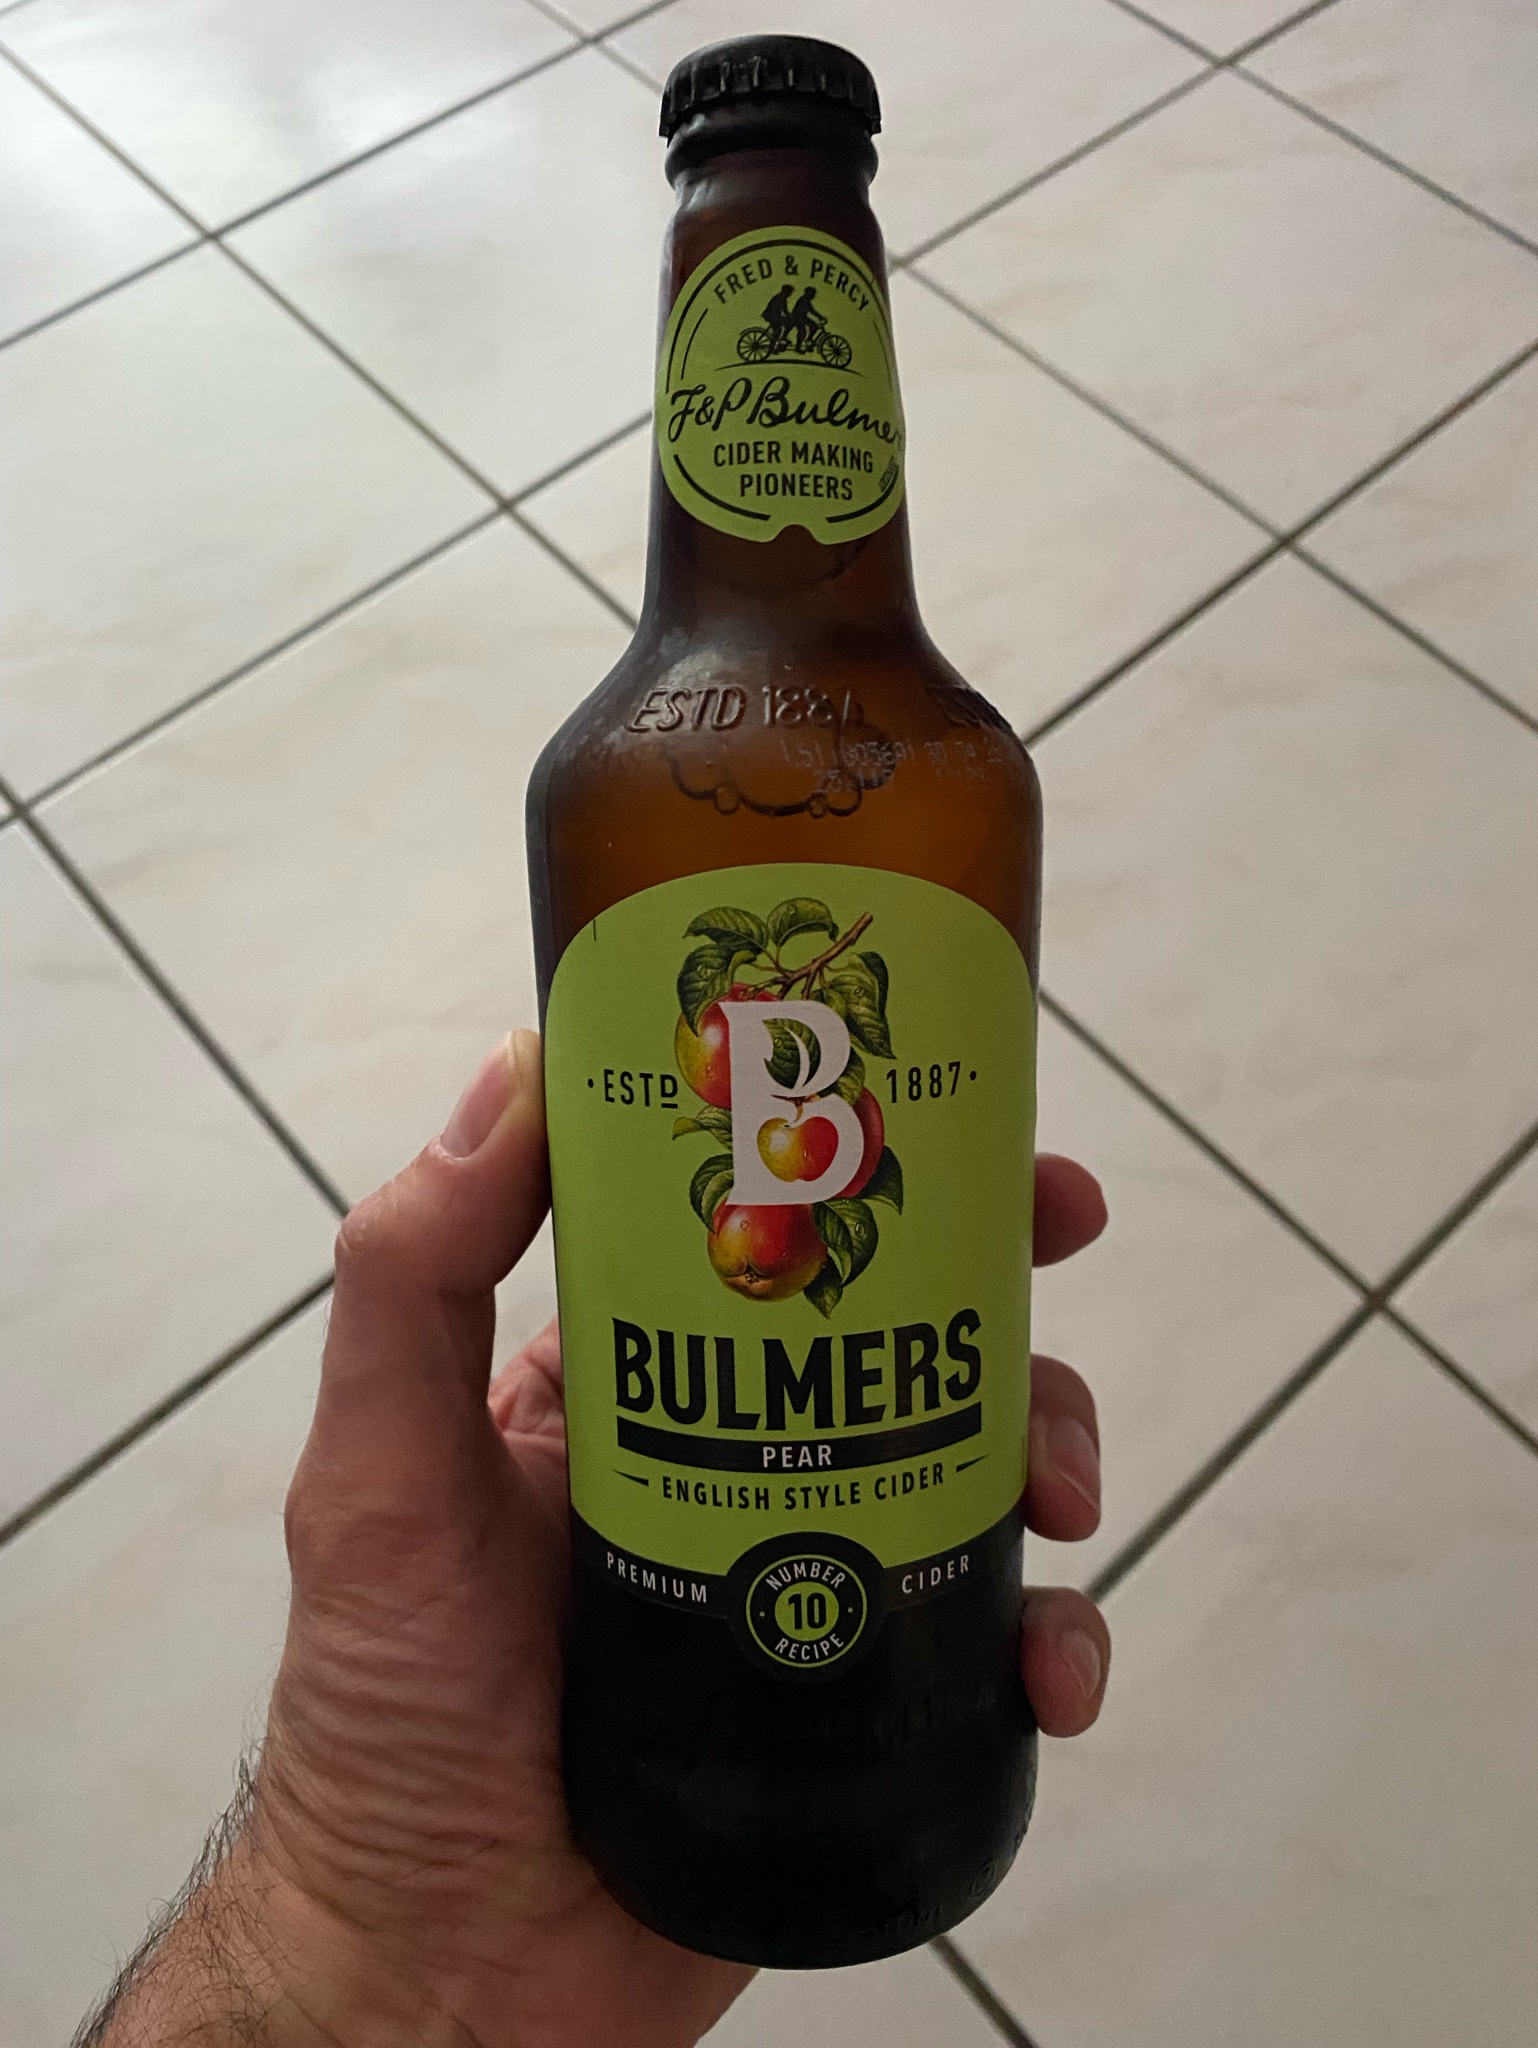 FRED & PERCY
F&P Bulmer
CIDER MAKING
PIONEERS
ESTD 1887
B
·ESTD 1887·
BULMERS
PEAR
ENGLISH STYLE CIDER
PREMIUM CIDER
NUMBER
10
RECIPE